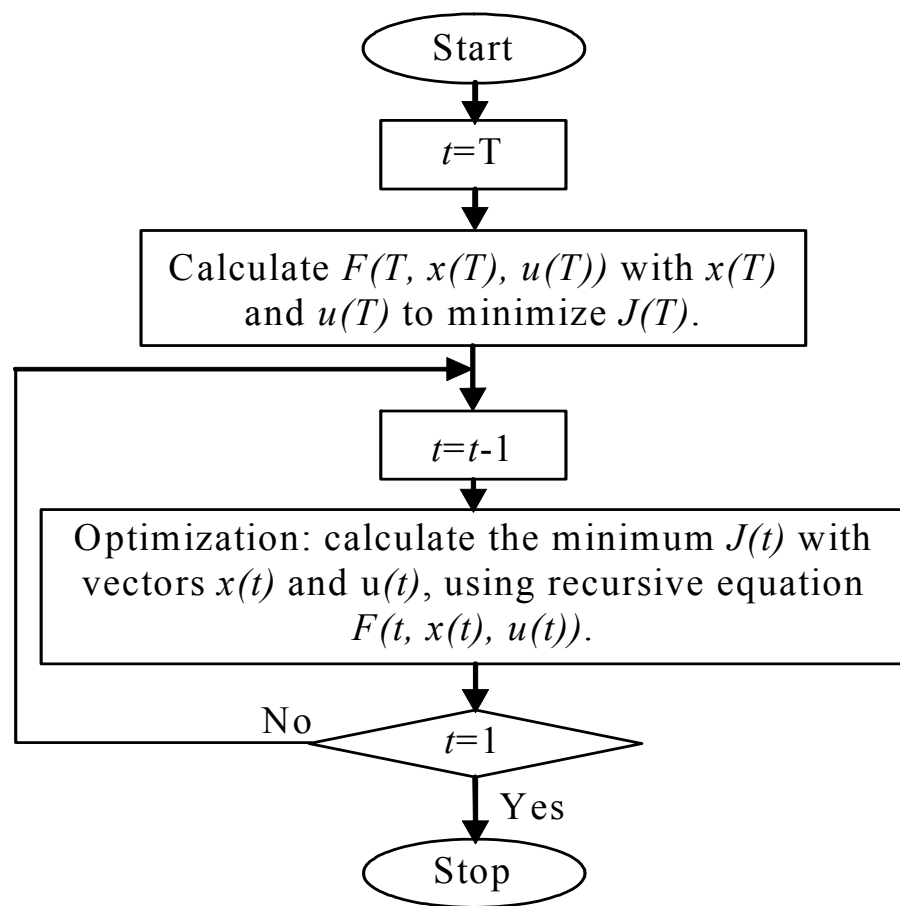 Start
t=T
Calculate F(T, x(T), u(T)) with x(T)
and u(T) to minimize J(T).
t=t-1
Optimization: calculate the minimum J(t) with
vectors x(t) and u(t), using recursive equation
F(t, x(t), u(t)).
No
t=1
Yes
Stop